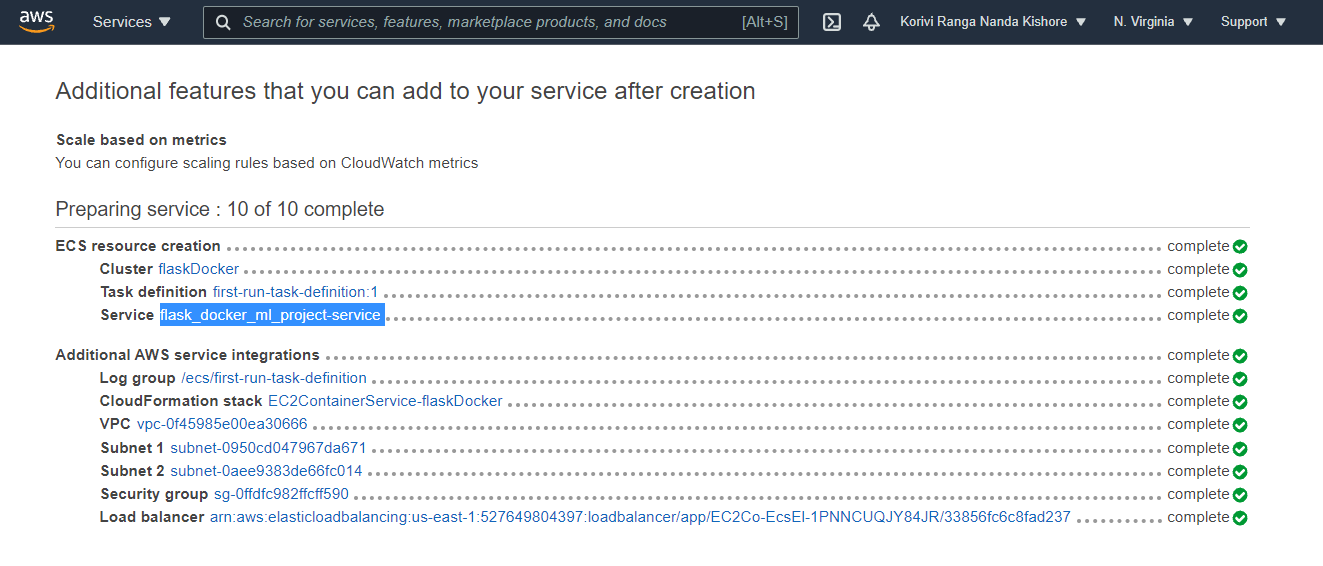 aws Services Search for services, features, marketplace products, and docs [Alt+S] Korivi Ranga Nanda Kishore N. Virginia Support
Additional features that you can add to your service after creation
Scale based on metrics
You can configure scaling rules based on CloudWatch metrics
Preparing service : 10 of 10 complete
ECS resource creation complete
Cluster flaskDocker complete
Task definition first-run-task-definition:1 complete
Service flask_docker_ml_project-service complete
Additional AWS service integrations complete
Log group /ecs/first-run-task-definition complete
CloudFormation stack EC2ContainerService-flaskDocker complete
VPC vpc-0f45985e00ea30666 complete
Subnet 1 subnet-0950cd047967da671 complete
Subnet 2 subnet-0aee9383de66fc014 complete
Security group sg-0ffdfc982ffcff590 complete
Load balancer arn:aws:elasticloadbalancing:us-east-1:527649804397:loadbalancer/app/EC2Co-EcsEl-1PNNCUQJY84JR/33856fc6c8fad237 complete